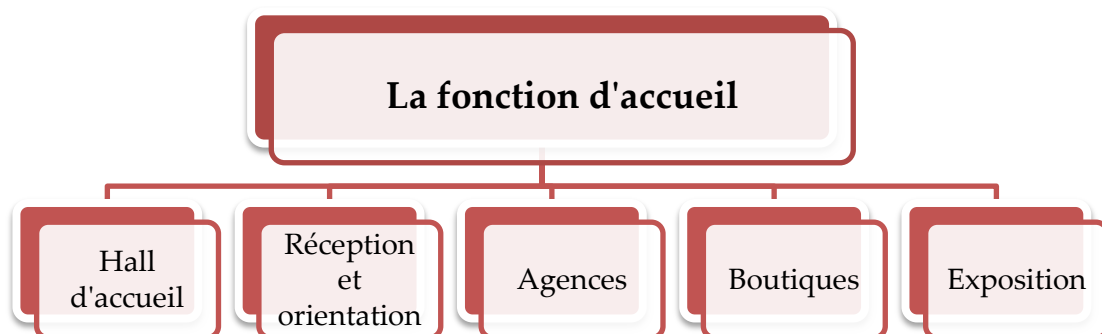 La fonction d'accueil
Hall
d'accueil
Réception
et
orientation
Agences
Boutiques
Exposition